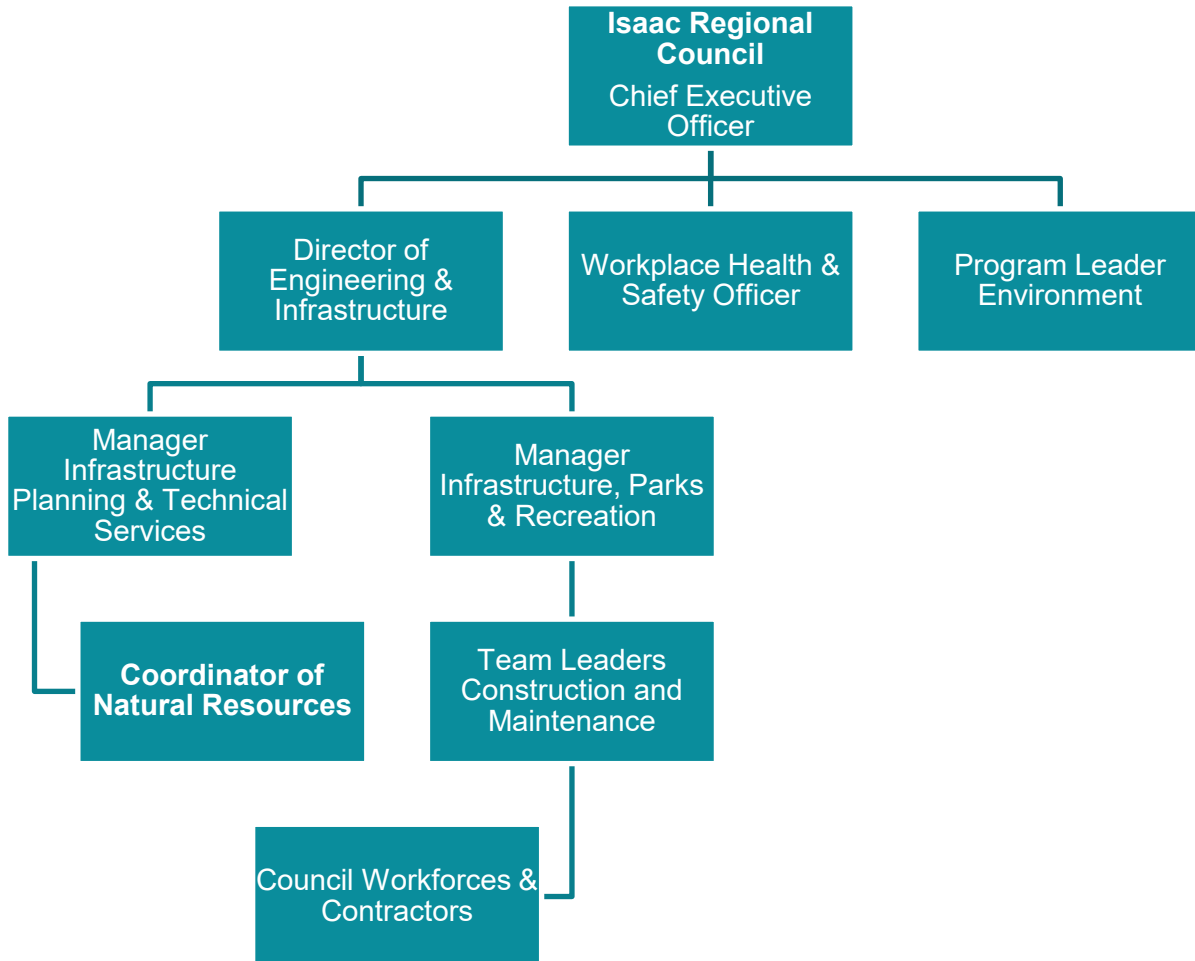 Isaac Regional
Council
Chief Executive
Officer
Director of
Engineering &
Infrastructure
Workplace Health &
Safety Officer
Program Leader
Environment
Manager
Infrastructure
Planning & Technical
Services
Manager
Infrastructure, Parks
& Recreation
Coordinator of
Natural Resources
Team Leaders
Construction and
Maintenance
Council Workforces &
Contractors